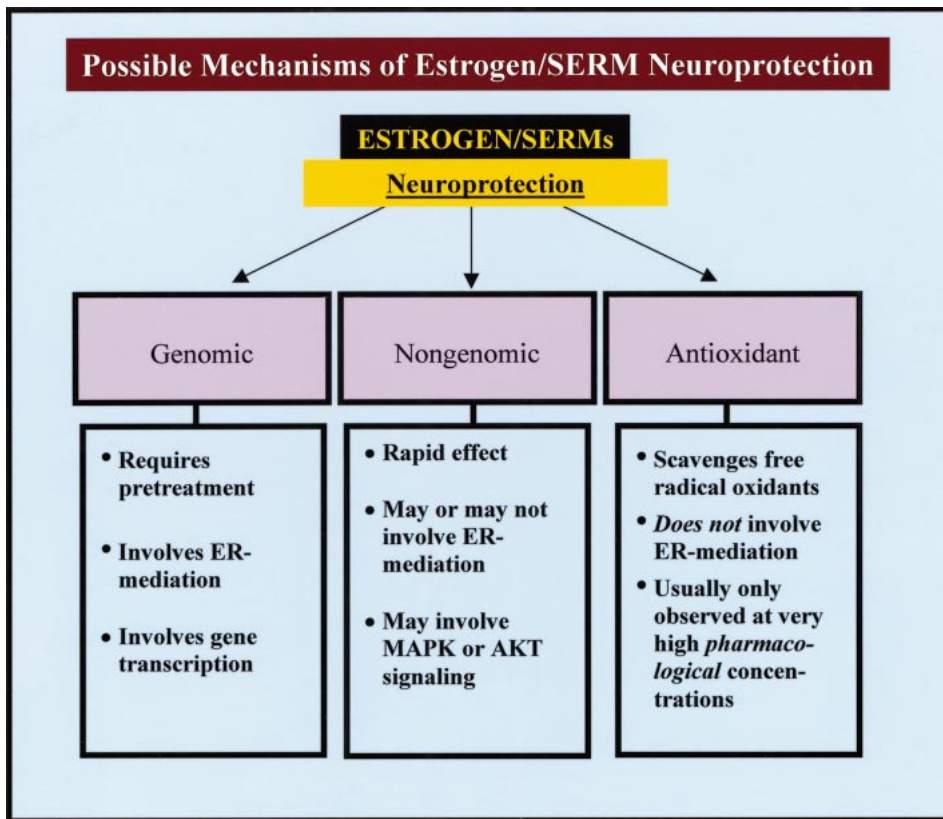 Possible Mechanisms of Estrogen/SERM Neuroprotection
ESTROGEN/SERMs
Neuroprotection
Genomic
• Requires
pretreatment
• Involves ER-
mediation
• Involves gene
transcription
Nongenomic
• Rapid effect
• May or may not
involve ER-
mediation
• May involve
MAPK or AKT
signaling
Antioxidant
• Scavenges free
radical oxidants
• Does not involve
ER-mediation
• Usually only
observed at very
high pharmaco-
logical concen-
trations